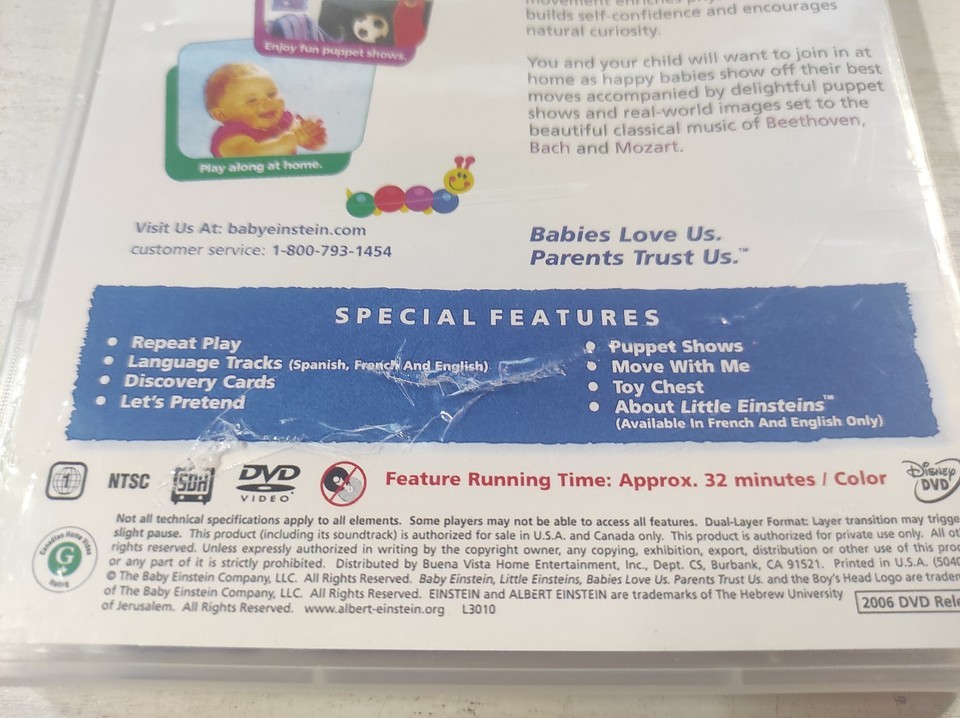 builds self-confidence and encourages
natural curiosity.
Enjoy fun puppet shows.
You and your child will want to join in at
home as happy babies show off their best
moves accompanied by delightful puppet
shows and real-world images set to the
beautiful classical music of Beethoven,
Bach and Mozart.
Play along at home.
Visit Us At: babyeinstein.com
customer service: 1-800-793-1454
Babies Love Us.
Parents Trust Us.™
SPECIAL FEATURES
• Repeat Play
• Language Tracks (Spanish, French And English)
• Discovery Cards
• Let's Pretend
• Puppet Shows
• Move With Me
• Toy Chest
• About Little Einsteins™
(Available In French And English Only)
1 NTSC SDH DVD VIDEO Feature Running Time: Approx. 32 minutes / Color Disney DVD
Canadian Home Video
G
Not all technical specifications apply to all elements. Some players may not be able to access all features. Dual-Layer Format: Layer transition may
slight pause. This product (including its soundtrack) is authorized for sale in U.S.A. and Canada only. This product is authorized for private use only. All
rights reserved. Unless expressly authorized in writing by the copyright owner, any copying, exhibition, export, distribution or other use of this
or any part of it is strictly prohibited. Distributed by Buena Vista Home Entertainment, Inc., Dept. CS, Burbank, CA 91521. Printed in U.S.A.
© The Baby Einstein Company, LLC. All Rights Reserved. Baby Einstein, Little Einsteins, Babies Love Us. Parents Trust Us. and the Boy's Head Logo are
of The Baby Einstein Company, LLC. All Rights Reserved. EINSTEIN and ALBERT EINSTEIN are trademarks of The Hebrew University
of Jerusalem. All Rights Reserved. www.albert-einstein.org L3010
2006 DVD